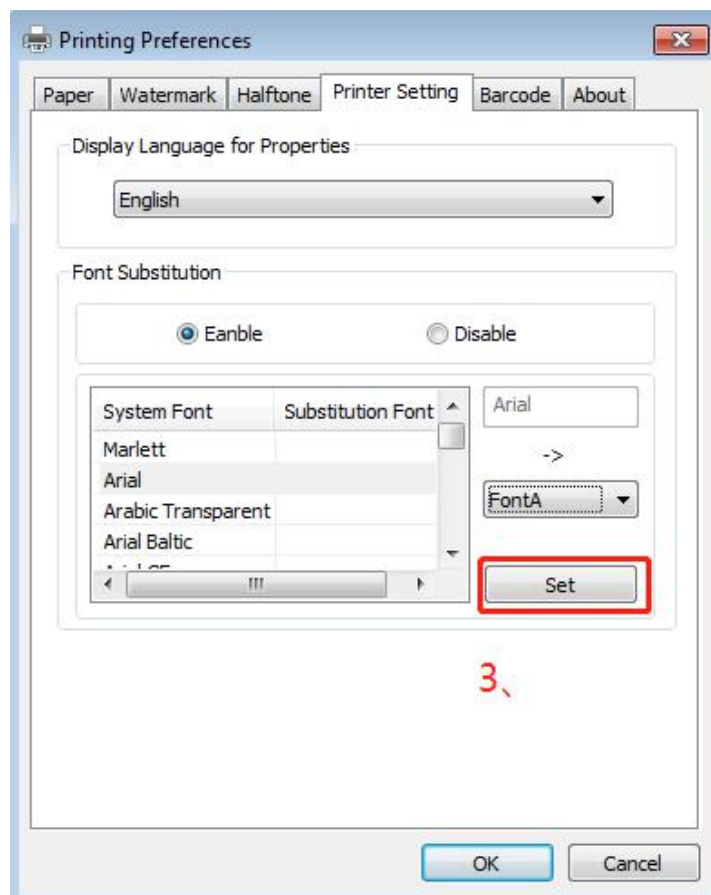 Printing Preferences
Paper Watermark Halftone Printer Setting Barcode About
Display Language for Properties
English
Font Substitution
Eanble Disable
System Font Substitution Font
Marlett
Arial
Arabic Transparent
Arial Baltic
Arial
->
FontA
Set
3、
OK Cancel